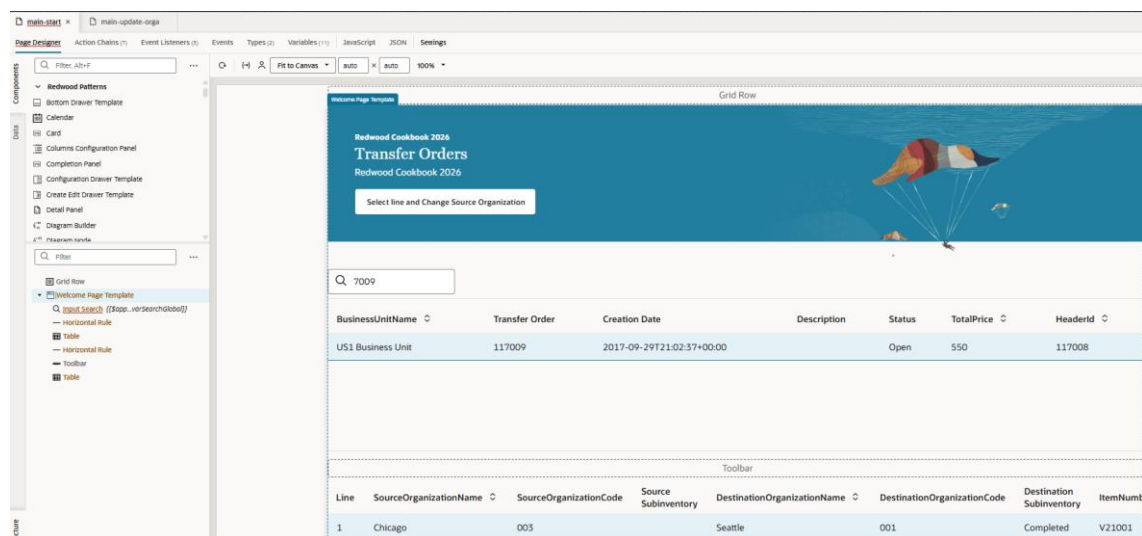 main-start × main-update-orga
Page Designer Action Chains (7) Event Listeners (5) Events Types (2) Variables (11) JavaScript JSON Settings
Components
Data
Filter, Alt+F ... Fit to Canvas auto × auto 100%
Redwood Patterns
Bottom Drawer Template
Calendar
Card
Columns Configuration Panel
Completion Panel
Configuration Drawer Template
Create Edit Drawer Template
Detail Panel
Diagram Builder
Diagram Node
Filter ...
Grid Row
Welcome Page Template
Input Search {{$app...varSearchGlobal}}
Horizontal Rule
Table
Horizontal Rule
Toolbar
Table
Welcome Page Template Grid Row
Redwood Cookbook 2026
Transfer Orders
Redwood Cookbook 2026
Select line and Change Source Organization
7009
BusinessUnitName Transfer Order Creation Date Description Status TotalPrice HeaderId
US1 Business Unit 117009 2017-09-29T21:02:37+00:00 Open 550 117008
Toolbar
Line SourceOrganizationName SourceOrganizationCode Source Subinventory DestinationOrganizationName DestinationOrganizationCode Destination Subinventory ItemNumb
1 Chicago 003 Seattle 001 Completed V21001